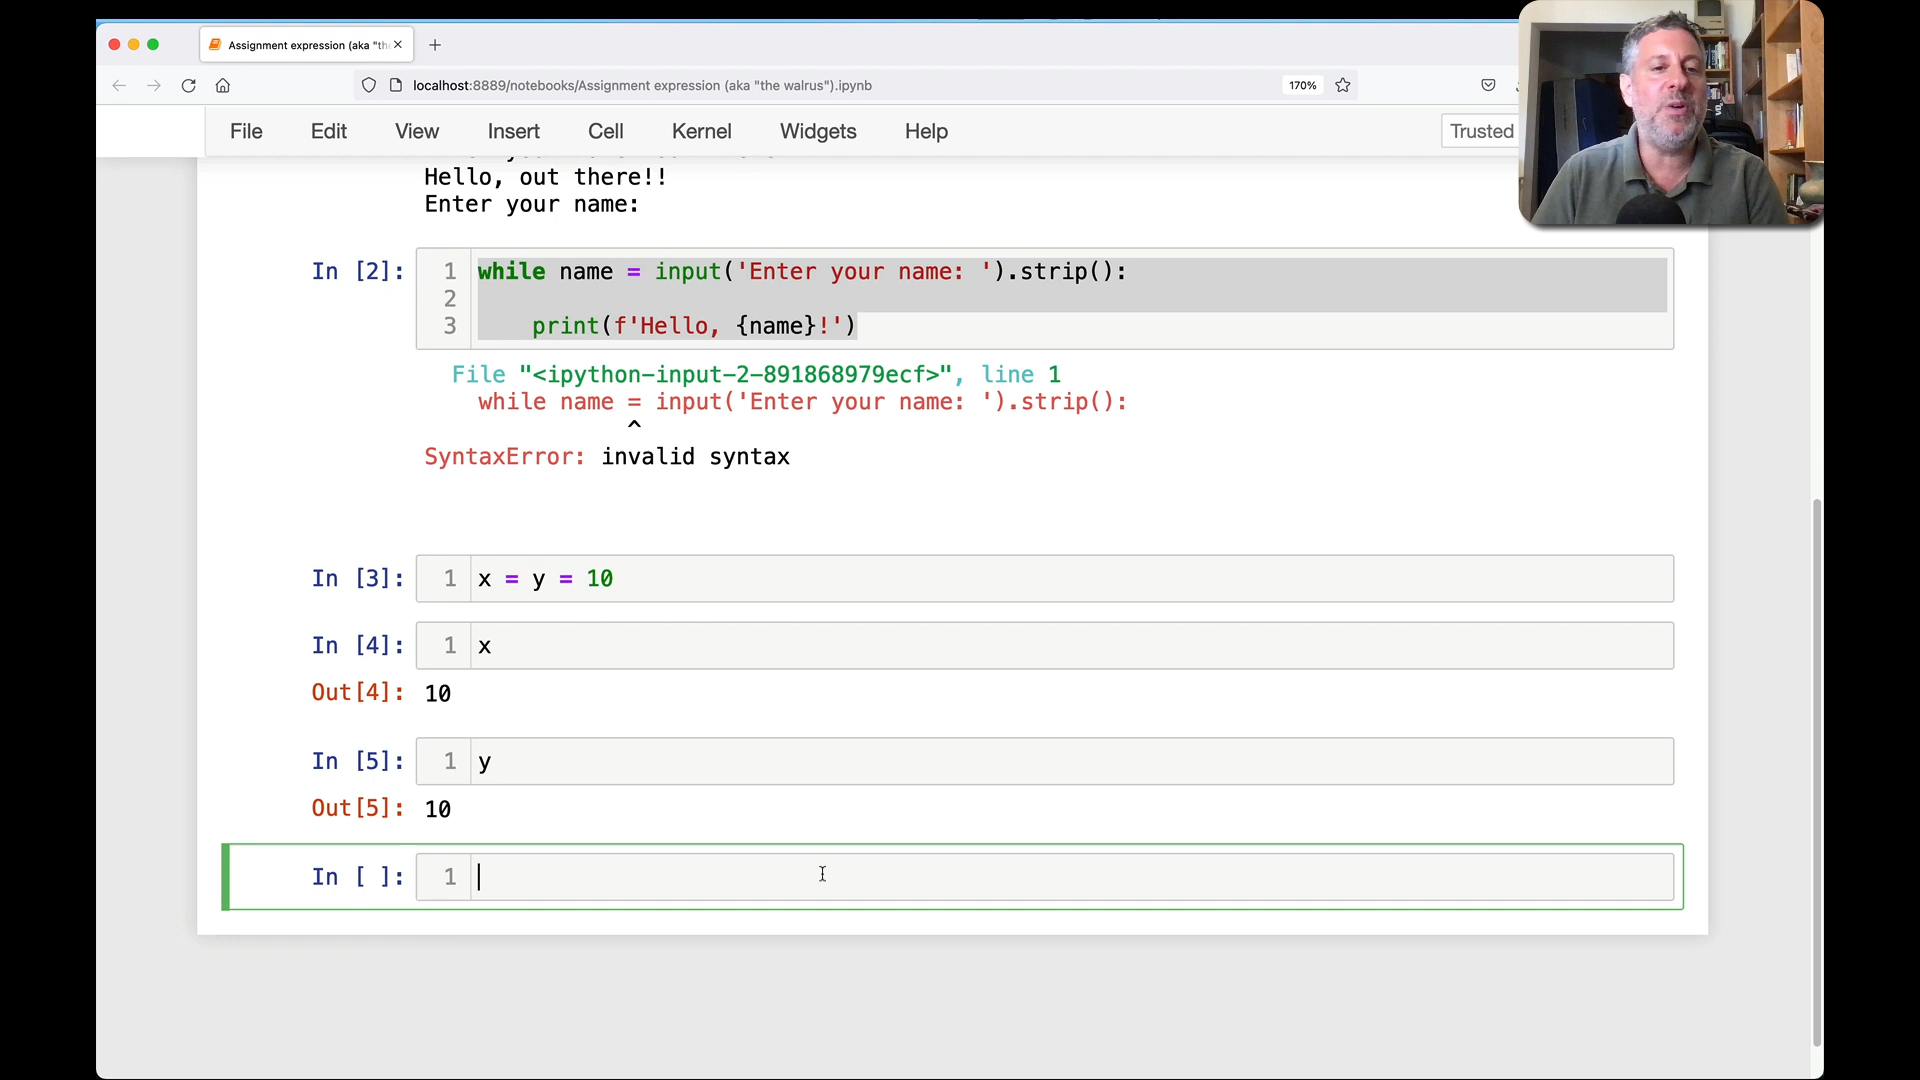 Assignment expression (aka "th
localhost:8889/notebooks/Assignment expression (aka "the walrus").ipynb
170%
File Edit View Insert Cell Kernel Widgets Help
Trusted
Hello, out there!!
Enter your name:
In [2]:
1 while name = input('Enter your name: ').strip():
2
3 print(f'Hello, {name}!')
File "<ipython-input-2-891868979ecf>", line 1
while name = input('Enter your name: ').strip():
^
SyntaxError: invalid syntax
In [3]: 1 x = y = 10
In [4]: 1 x
Out[4]: 10
In [5]: 1 y
Out[5]: 10
In [ ]: 1